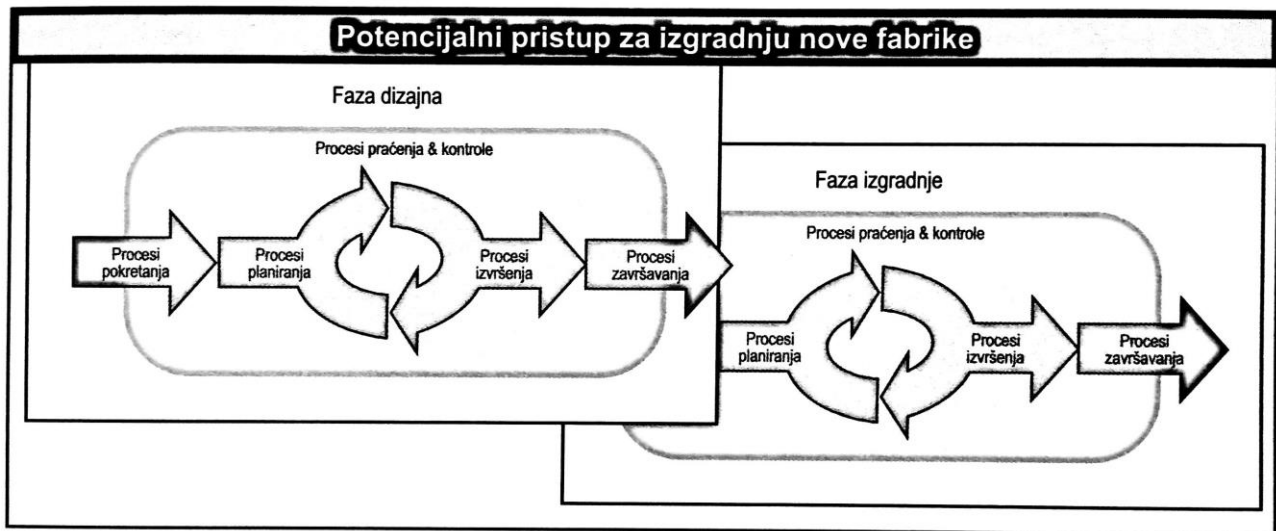 Potencijalni pristup za izgradnju nove fabrike
Faza dizajna
Procesi praćenja & kontrole
Procesi
pokretanja
Procesi
planiranja
Procesi
izvršenja
Procesi
završavanja
Faza izgradnje
Procesi praćenja & kontrole
Procesi
planiranja
Procesi
izvršenja
Procesi
završavanja